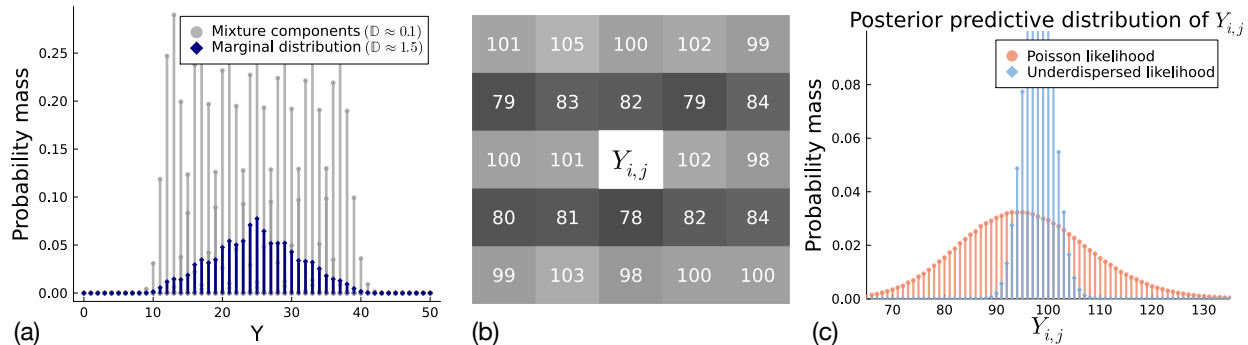 Probability mass
0.25
0.20
0.15
0.10
0.05
0.00
Mixture components (𝔻 ≈ 0.1)
Marginal distribution (𝔻 ≈ 1.5)
0 10 20 30 40 50
Y
(a)
101 105 100 102 99
79 83 82 79 84
100 101 Y_{i,j} 102 98
80 81 78 82 84
99 103 98 100 100
(b)
Posterior predictive distribution of Y_{i,j}
Probability mass
0.08
0.06
0.04
0.02
0.00
Poisson likelihood
Underdispersed likelihood
70 80 90 100 110 120 130
Y_{i,j}
(c)